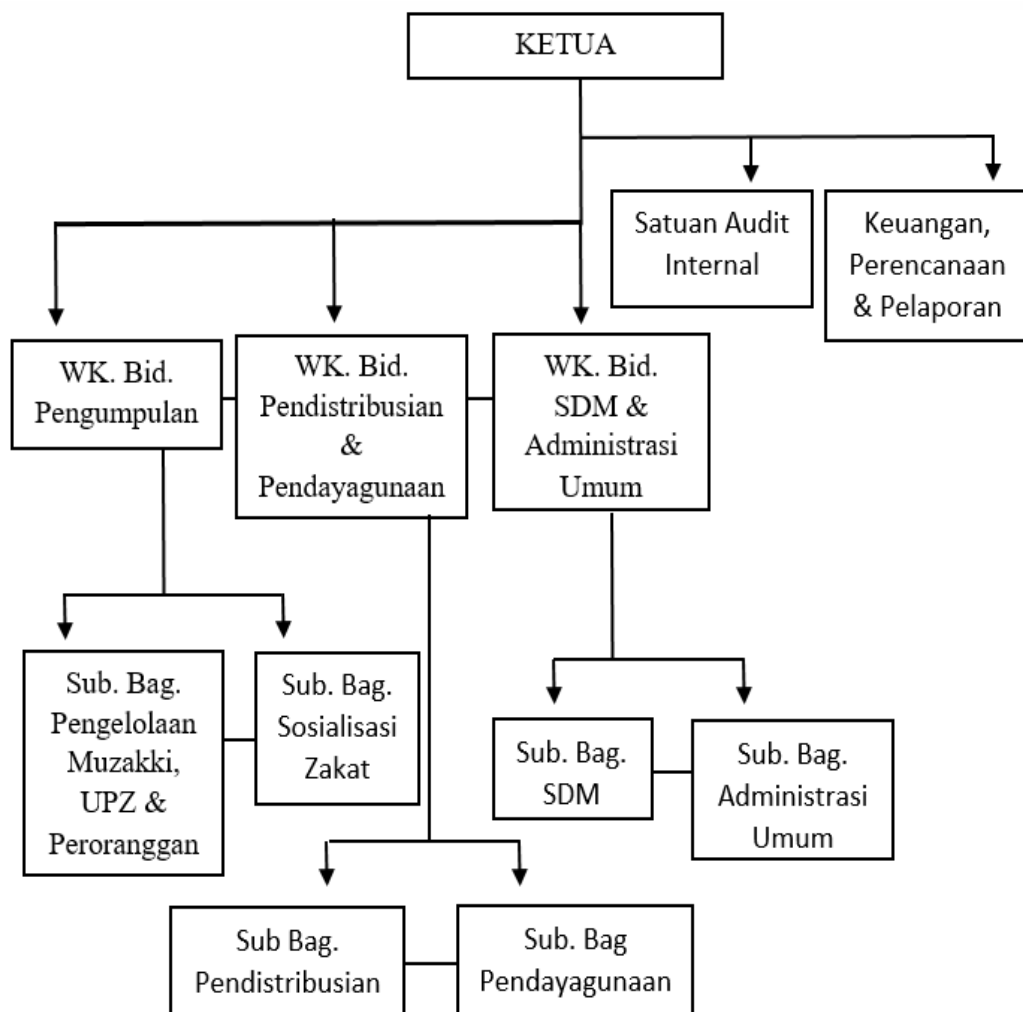 KETUA
Satuan Audit
Internal
Keuangan,
Perencanaan
& Pelaporan
WK. Bid.
Pengumpulan
WK. Bid.
Pendistribusian
&
Pendayagunaan
WK. Bid.
SDM &
Administrasi
Umum
Sub. Bag.
Pengelolaan
Muzakki,
UPZ &
Peroranggan
Sub. Bag.
Sosialisasi
Zakat
Sub. Bag.
SDM
Sub. Bag.
Administrasi
Umum
Sub Bag.
Pendistribusian
Sub. Bag
Pendayagunaan